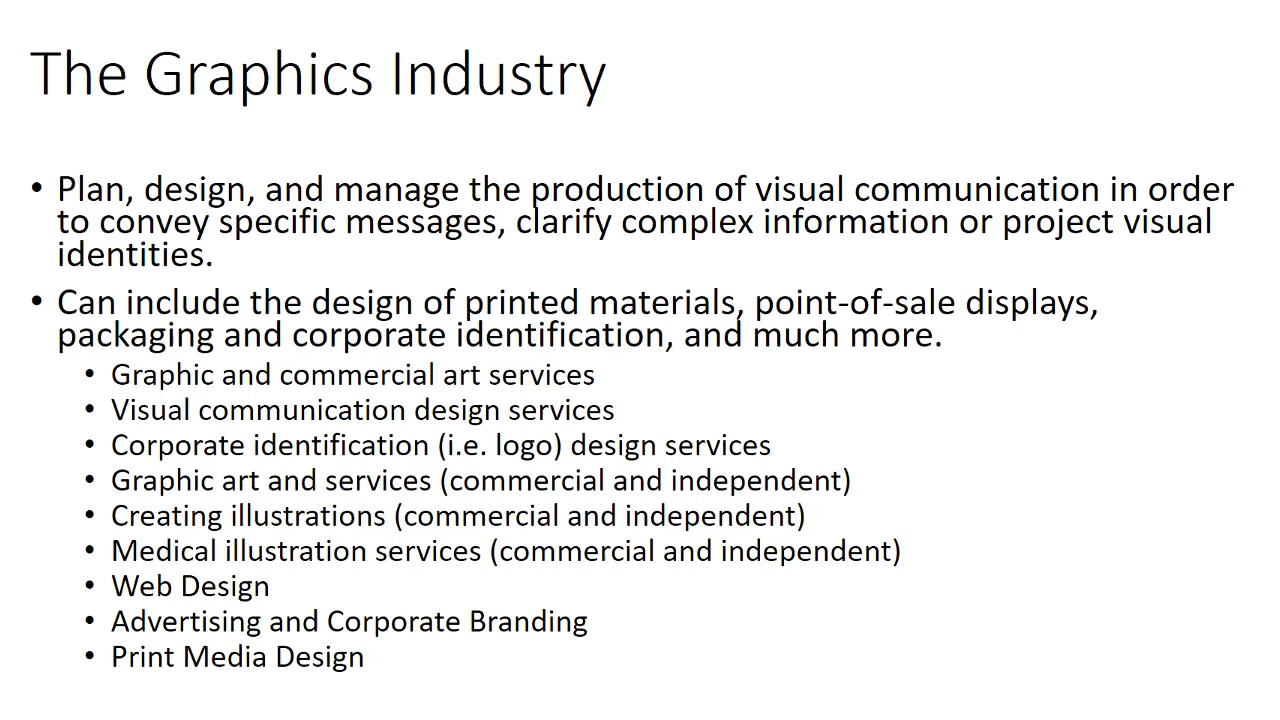 The Graphics Industry
• Plan, design, and manage the production of visual communication in order
to convey specific messages, clarify complex information or project visual
identities.
• Can include the design of printed materials, point-of-sale displays,
packaging and corporate identification, and much more.
• Graphic and commercial art services
• Visual communication design services
• Corporate identification (i.e. logo) design services
• Graphic art and services (commercial and independent)
• Creating illustrations (commercial and independent)
• Medical illustration services (commercial and independent)
• Web Design
• Advertising and Corporate Branding
• Print Media Design